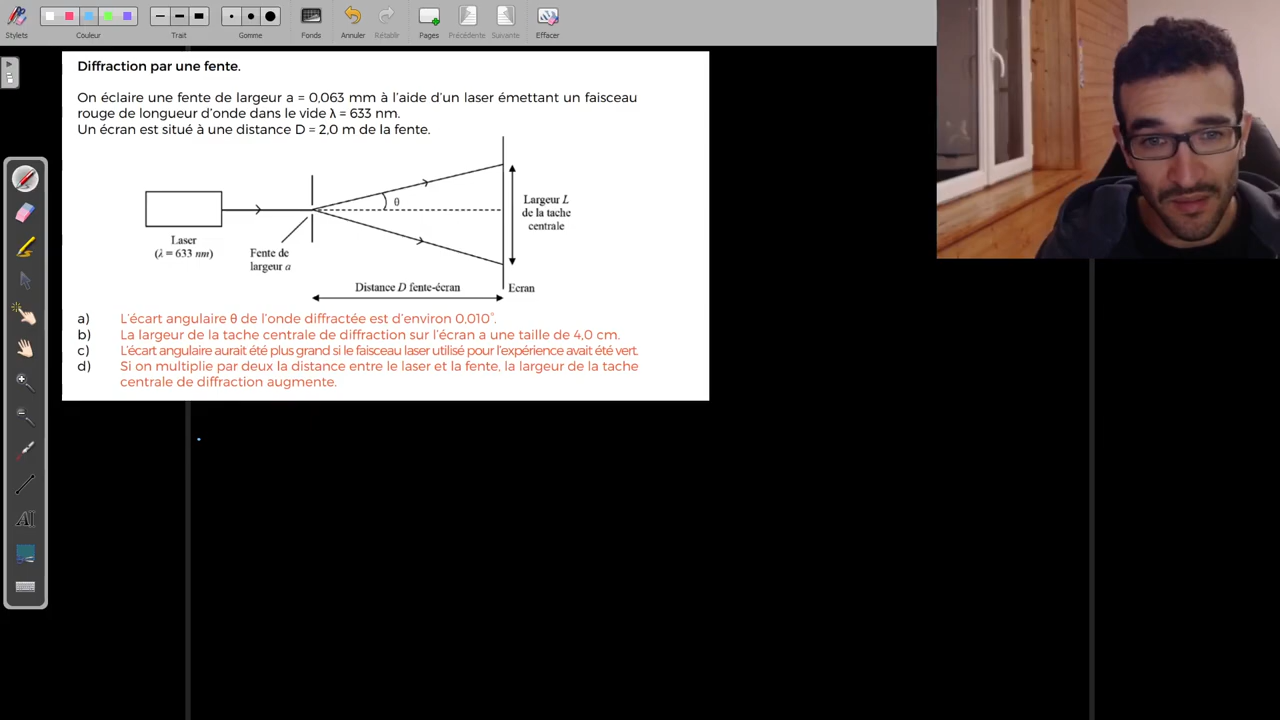 Stylets
Couleur
Trait
Gomme
Fonds
Annuler
Rétablir
Pages
Précédente
Suivante
Effacer
Diffraction par une fente.
On éclaire une fente de largeur a = 0,063 mm à l'aide d'un laser émettant un faisceau
rouge de longueur d'onde dans le vide λ = 633 nm.
Un écran est situé à une distance D = 2,0 m de la fente.
θ
Largeur L
de la tache
centrale
Laser
(λ = 633 nm)
Fente de
largeur a
Distance D fente-écran
Ecran
a) L'écart angulaire θ de l'onde diffractée est d'environ 0,010°.
b) La largeur de la tache centrale de diffraction sur l'écran a une taille de 4,0 cm.
c) L'écart angulaire aurait été plus grand si le faisceau laser utilisé pour l'expérience avait été vert.
d) Si on multiplie par deux la distance entre le laser et la fente, la largeur de la tache
centrale de diffraction augmente.
AI